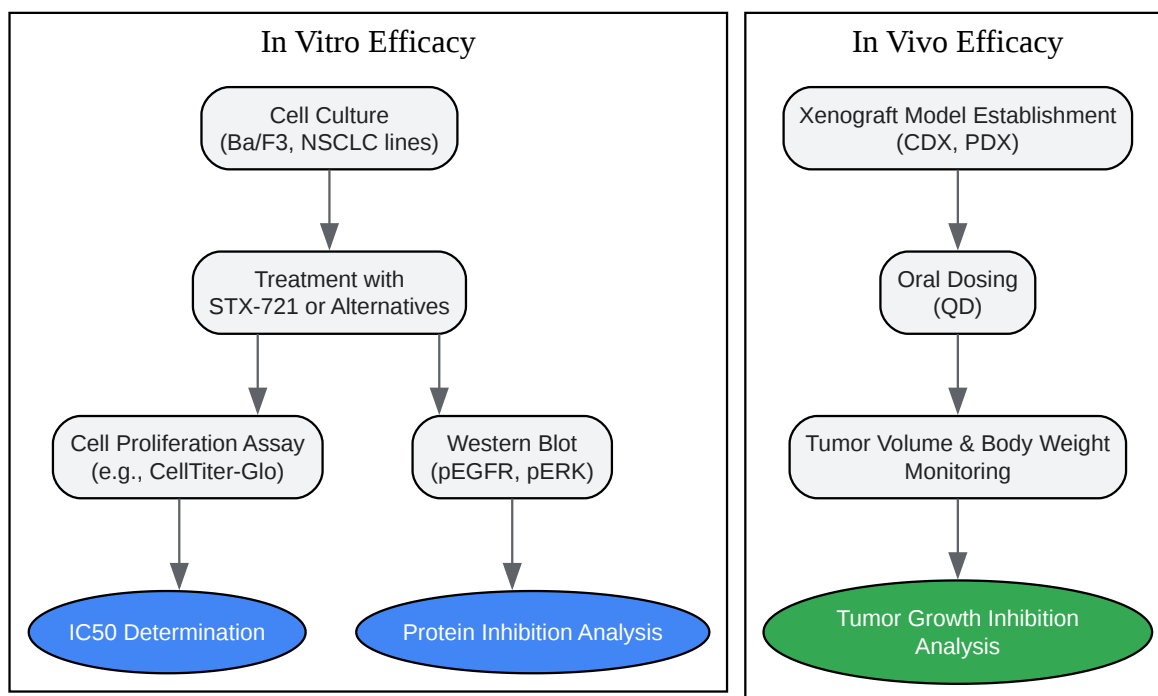 In Vitro Efficacy
Cell Culture
(Ba/F3, NSCLC lines)
Treatment with
STX-721 or Alternatives
Cell Proliferation Assay
(e.g., CellTiter-Glo)
Western Blot
(pEGFR, pERK)
IC50 Determination
Protein Inhibition Analysis
In Vivo Efficacy
Xenograft Model Establishment
(CDX, PDX)
Oral Dosing
(QD)
Tumor Volume & Body Weight
Monitoring
Tumor Growth Inhibition
Analysis